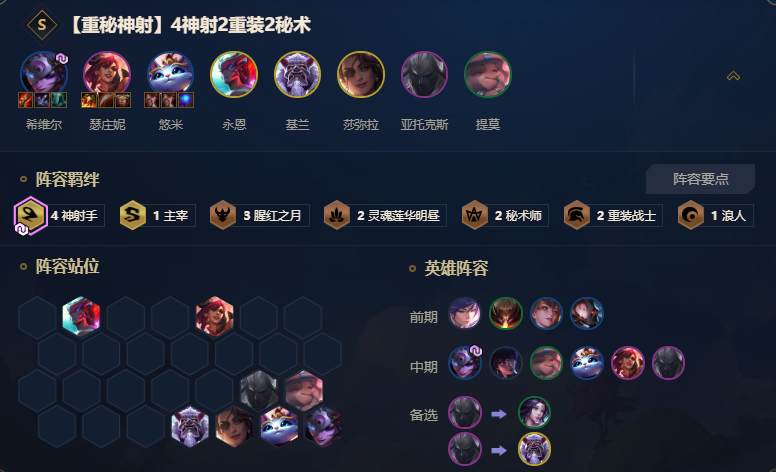 S 【重秘神射】4神射2重装2秘术
希维尔 瑟庄妮 悠米 永恩 基兰 莎弥拉 亚托克斯 提莫
阵容羁绊 阵容要点
4 神射手 1 主宰 3 腥红之月 2 灵魂莲华明昼 2 秘术师 2 重装战士 1 浪人
阵容站位 英雄阵容
前期
中期
备选